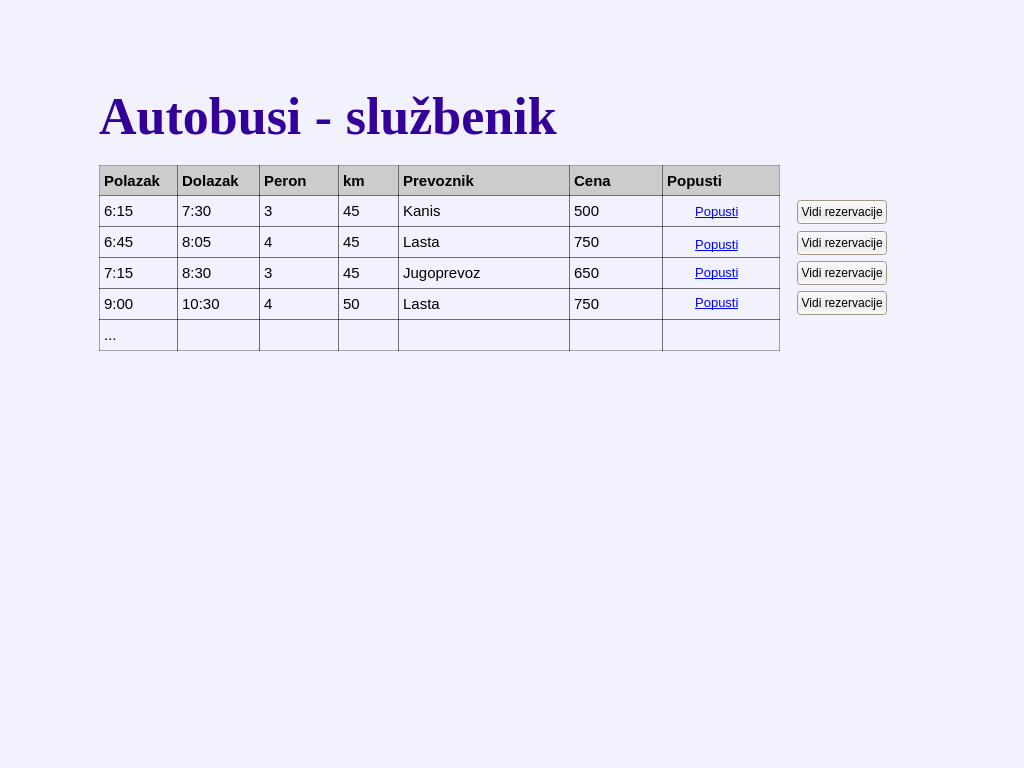 Autobusi - službenik
Polazak Dolazak Peron km Prevoznik Cena Popusti
6:15 7:30 3 45 Kanis 500 Popusti Vidi rezervacije
6:45 8:05 4 45 Lasta 750 Popusti Vidi rezervacije
7:15 8:30 3 45 Jugoprevoz 650 Popusti Vidi rezervacije
9:00 10:30 4 50 Lasta 750 Popusti Vidi rezervacije
...